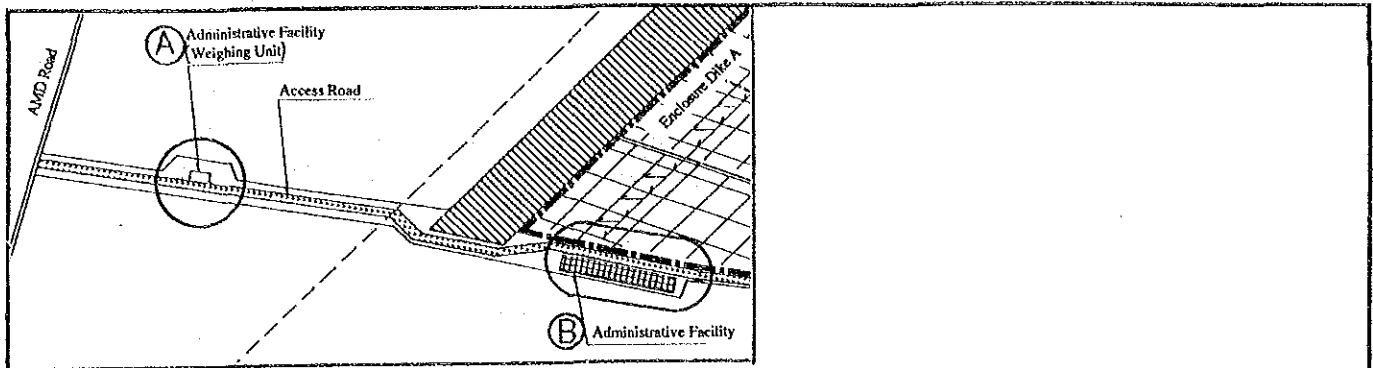 A
Administrative Facility
(Weighing Unit)
AMD Road
Access Road
Enclosure Dike A
B
Administrative Facility